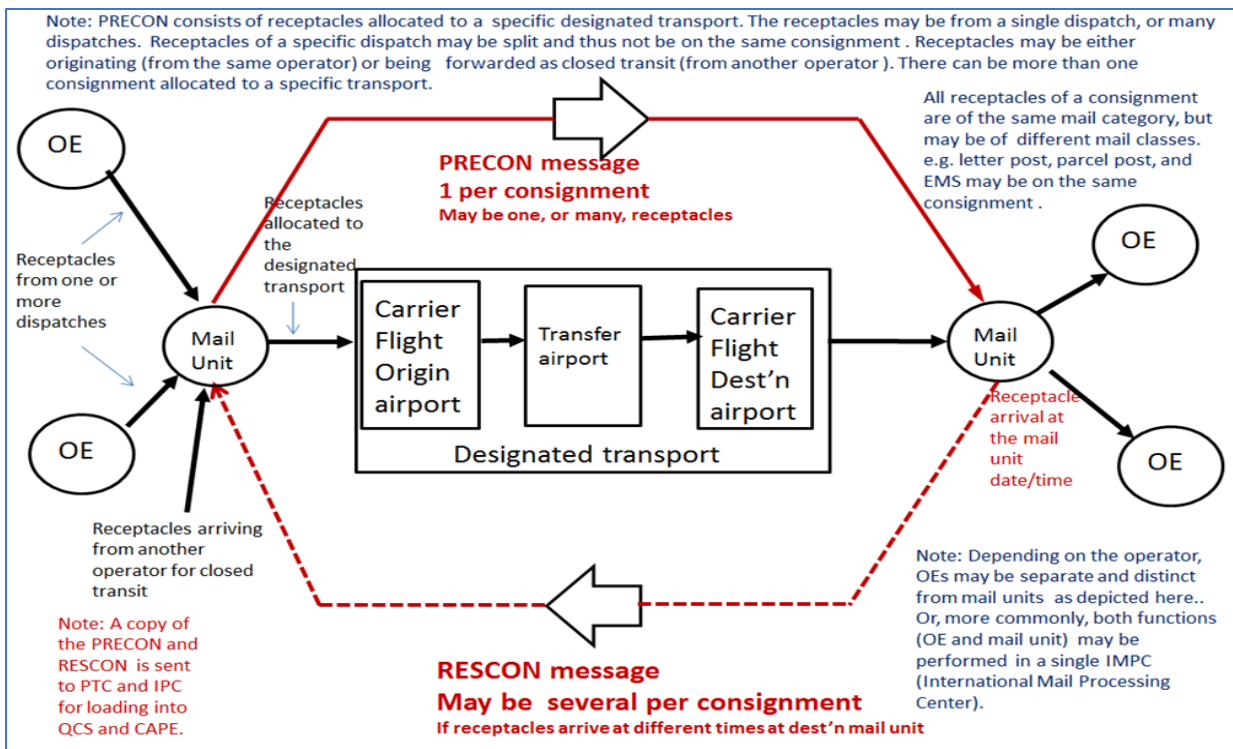 Note: PRECON consists of receptacles allocated to a specific designated transport. The receptacles may be from a single dispatch, or many
dispatches. Receptacles of a specific dispatch may be split and thus not be on the same consignment . Receptacles may be either
originating (from the same operator) or being forwarded as closed transit (from another operator ). There can be more than one
consignment allocated to a specific transport.
All receptacles of a consignment
are of the same mail category, but
may be of different mail classes.
e.g. letter post, parcel post, and
EMS may be on the same
consignment .
OE
PRECON message
1 per consignment
May be one, or many, receptacles
Receptacles
allocated to
the
designated
transport
Receptacles
from one or
more
dispatches
OE
Mail
Unit
Carrier
Flight
Origin
airport
Transfer
airport
Carrier
Flight
Dest'n
airport
Designated transport
Mail
Unit
OE
Receptacle
arrival at
the mail
unit
date/time
OE
Receptacles arriving
from another
operator for closed
transit
Note: A copy of
the PRECON and
RESCON is sent
to PTC and IPC
for loading into
QCS and CAPE.
RESCON message
May be several per consignment
If receptacles arrive at different times at dest'n mail unit
Note: Depending on the operator,
OEs may be separate and distinct
from mail units as depicted here..
Or, more commonly, both functions
(OE and mail unit) may be
performed in a single IMPC
(International Mail Processing
Center).